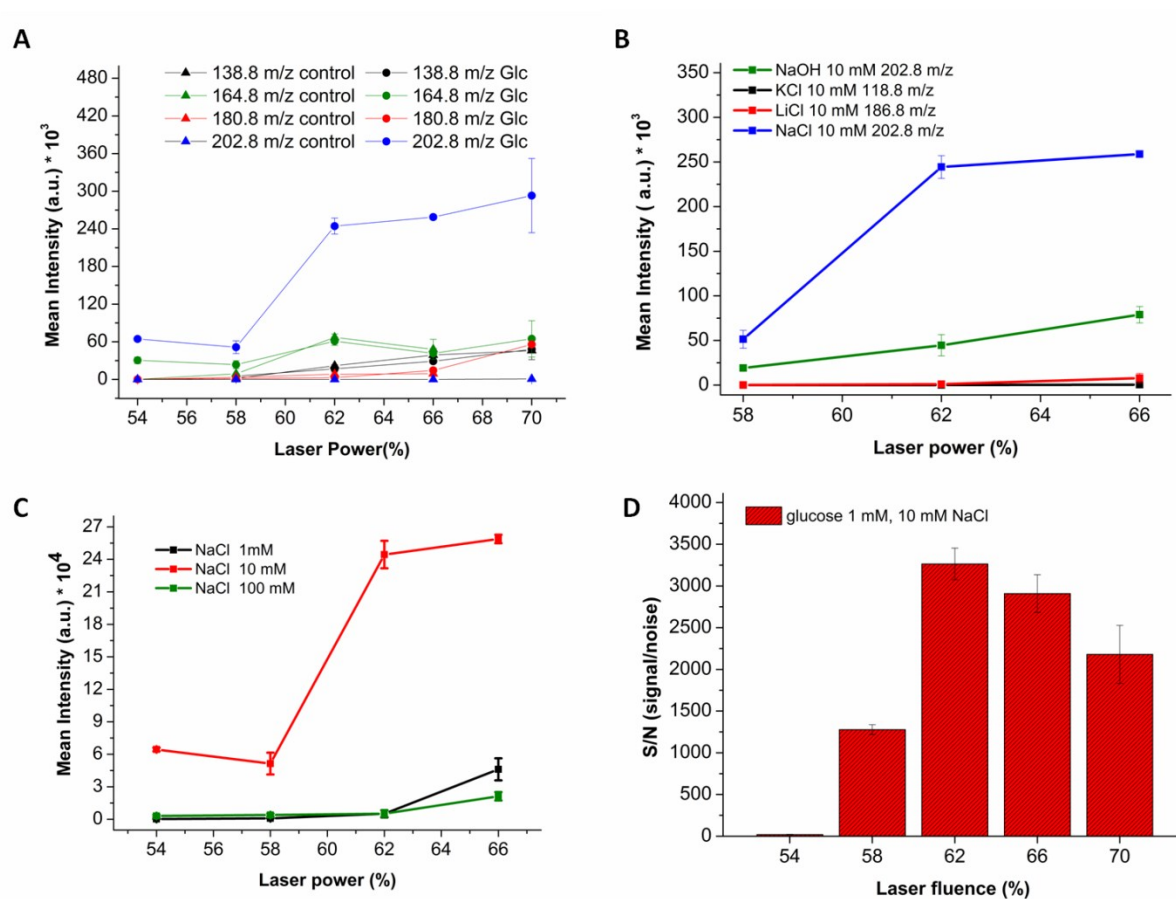 A
138.8 m/z control 138.8 m/z Glc
164.8 m/z control 164.8 m/z Glc
180.8 m/z control 180.8 m/z Glc
202.8 m/z control 202.8 m/z Glc
Mean Intensity (a.u.) * 10³
480
420
360
300
240
180
120
60
0
54 56 58 60 62 64 66 68 70
Laser Power(%)
B
NaOH 10 mM 202.8 m/z
KCl 10 mM 118.8 m/z
LiCl 10 mM 186.8 m/z
NaCl 10 mM 202.8 m/z
Mean Intensity ( a.u.) * 10³
350
300
250
200
150
100
50
0
58 60 62 64 66
Laser power (%)
C
NaCl 1mM
NaCl 10 mM
NaCl 100 mM
Mean Intensity (a.u.) * 10⁴
27
24
21
18
15
12
9
6
3
0
54 56 58 60 62 64 66
Laser power (%)
D
glucose 1 mM, 10 mM NaCl
S/N (signal/noise)
4000
3500
3000
2500
2000
1500
1000
500
0
54 58 62 66 70
Laser fluence (%)